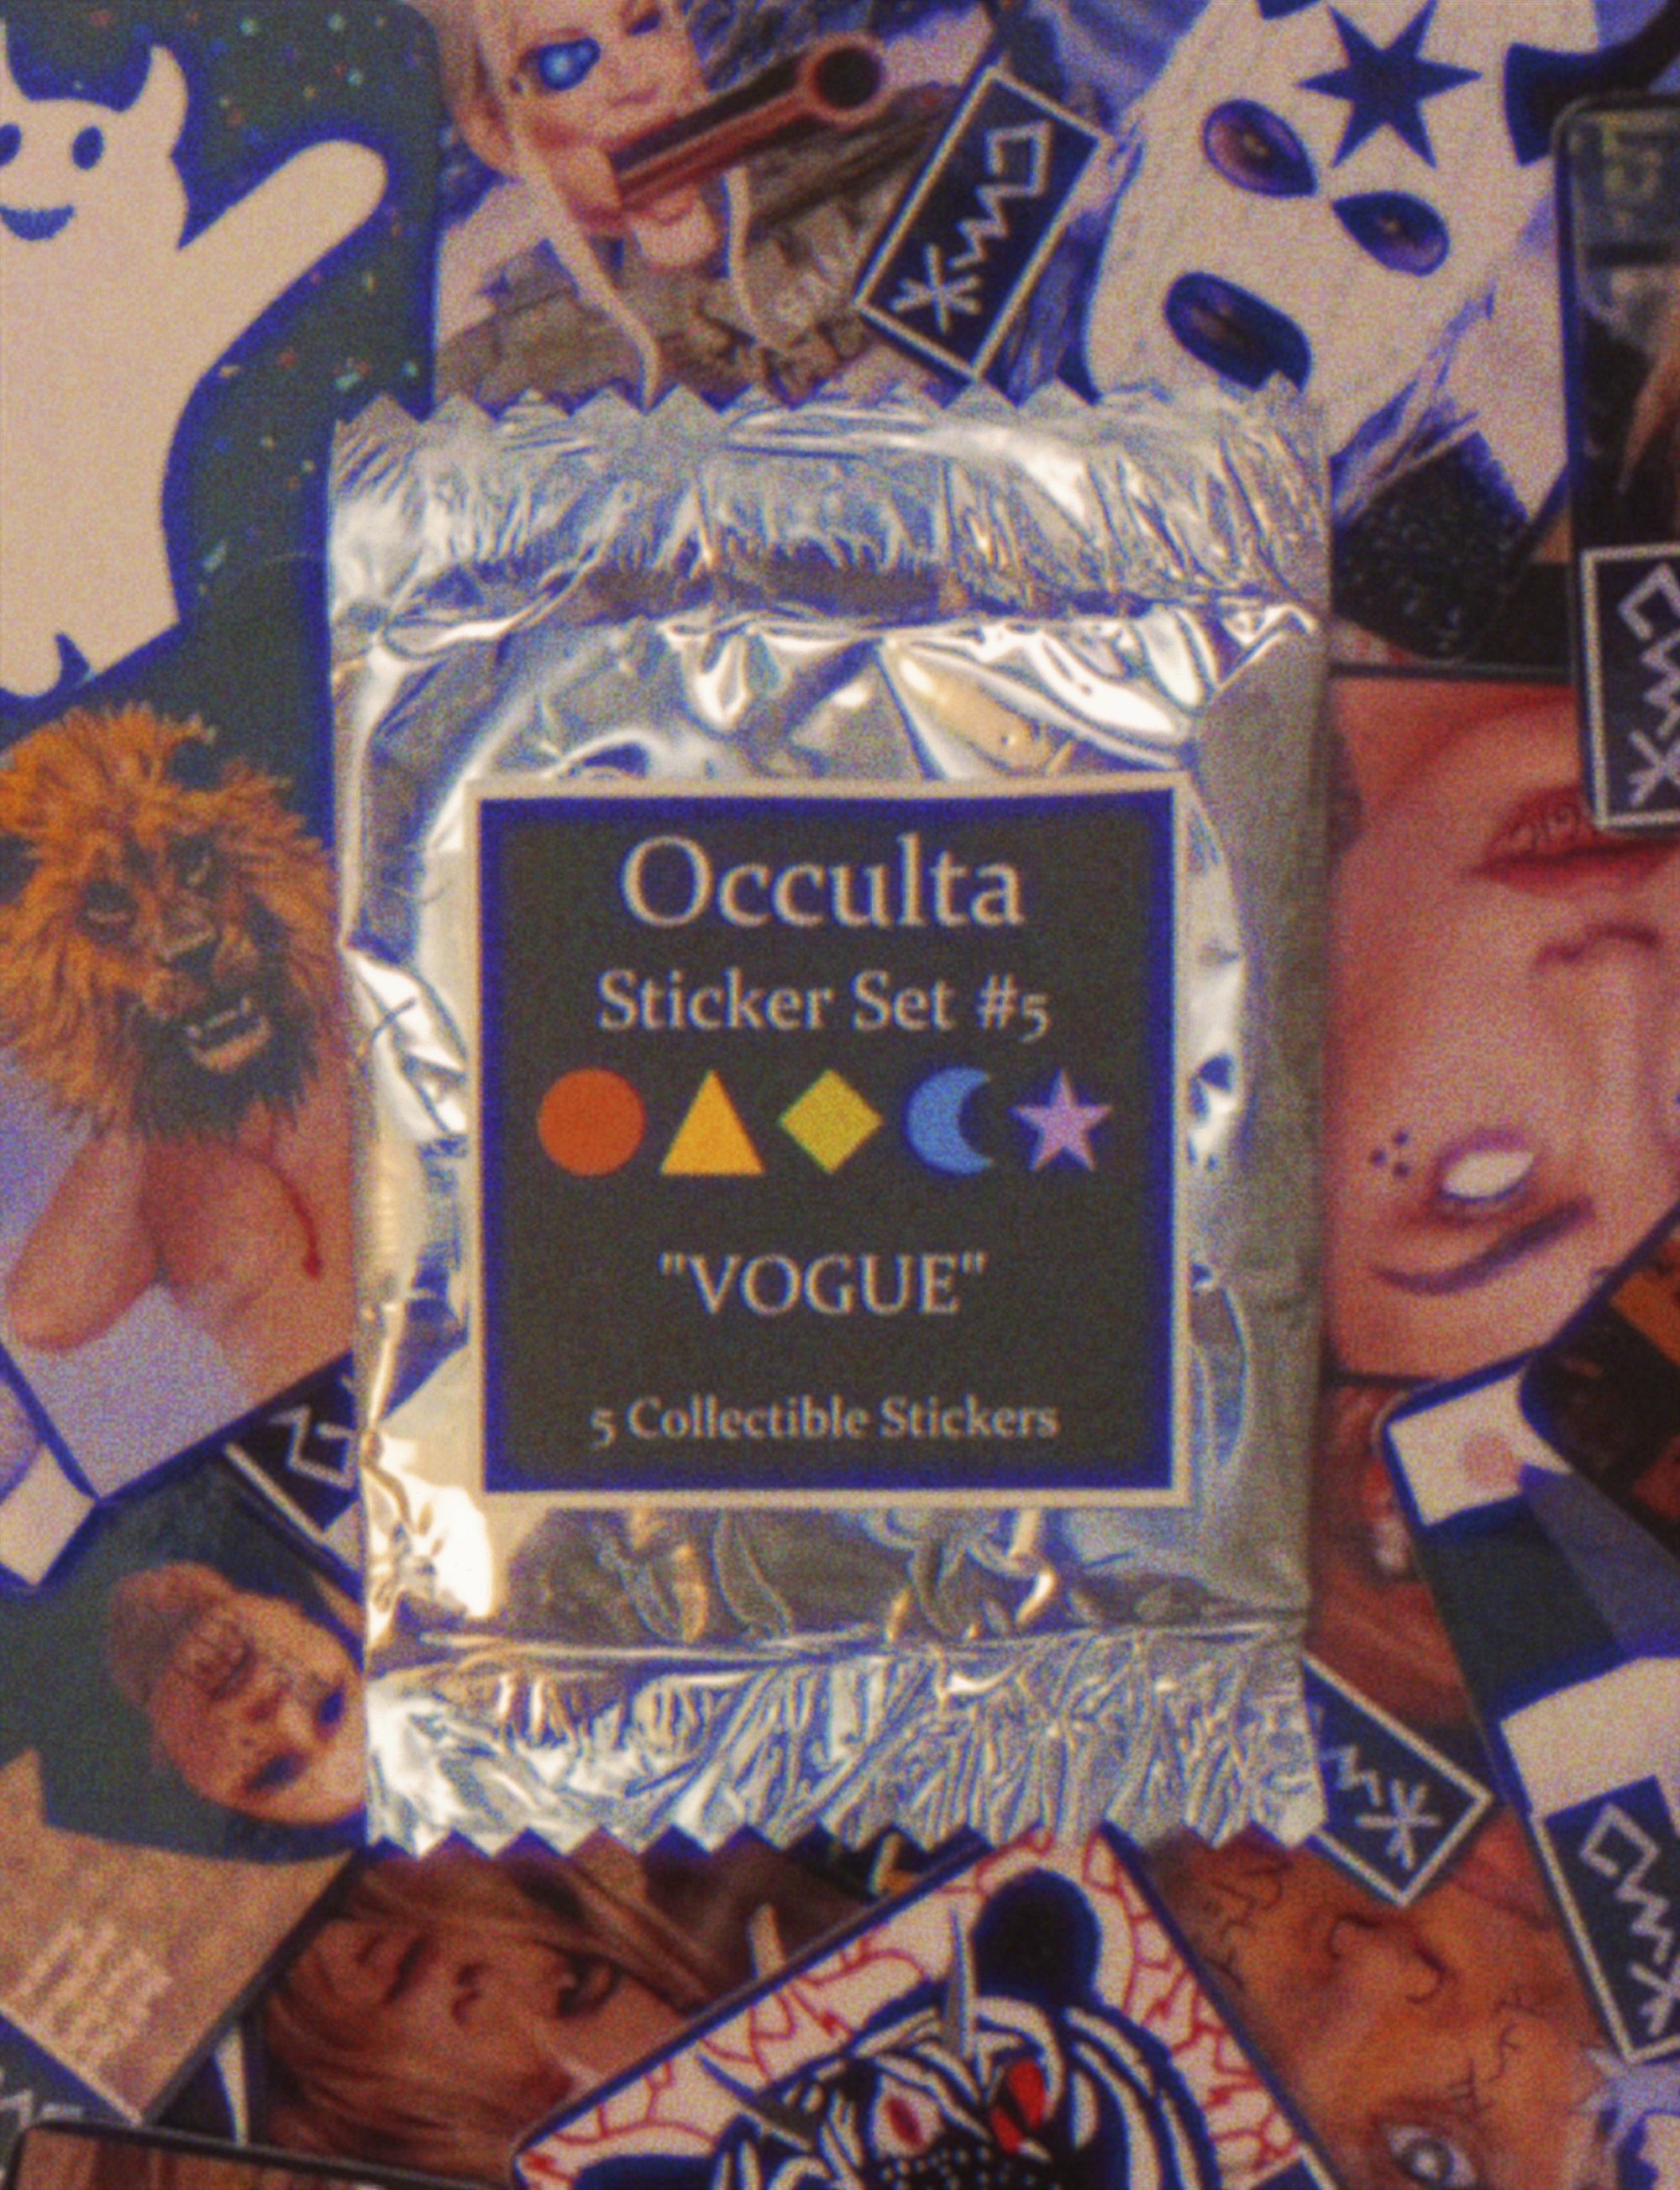 Occulta
Sticker Set #5
"VOGUE"
5 Collectible Stickers